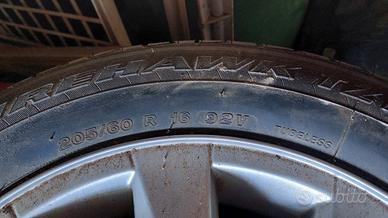 FIREHAWK
205/60 R 16 92V TUBELESS
subito